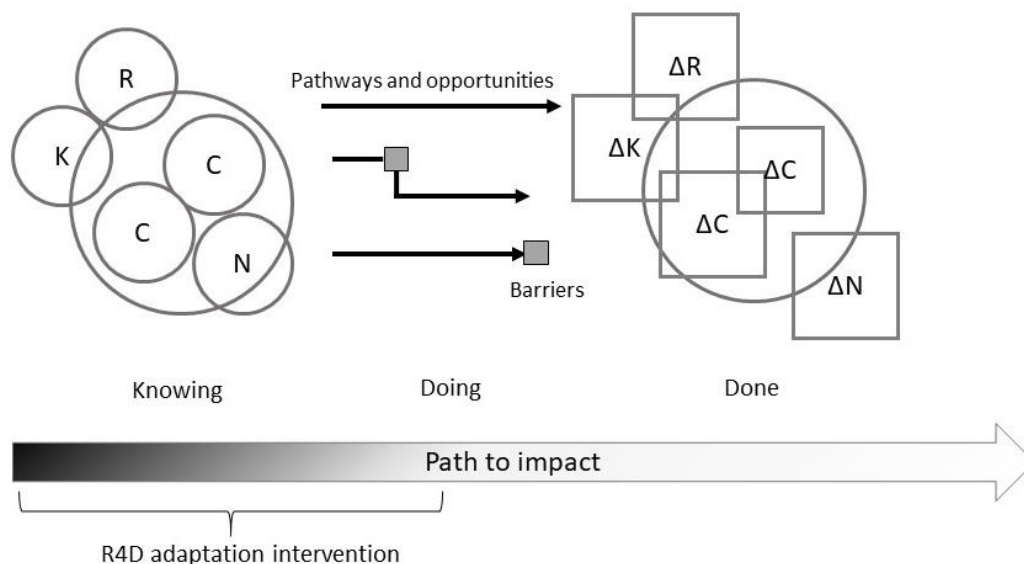 R
K
C
C
N
Pathways and opportunities
Barriers
ΔR
ΔK
ΔC
ΔC
ΔN
Knowing
Doing
Done
Path to impact
R4D adaptation intervention